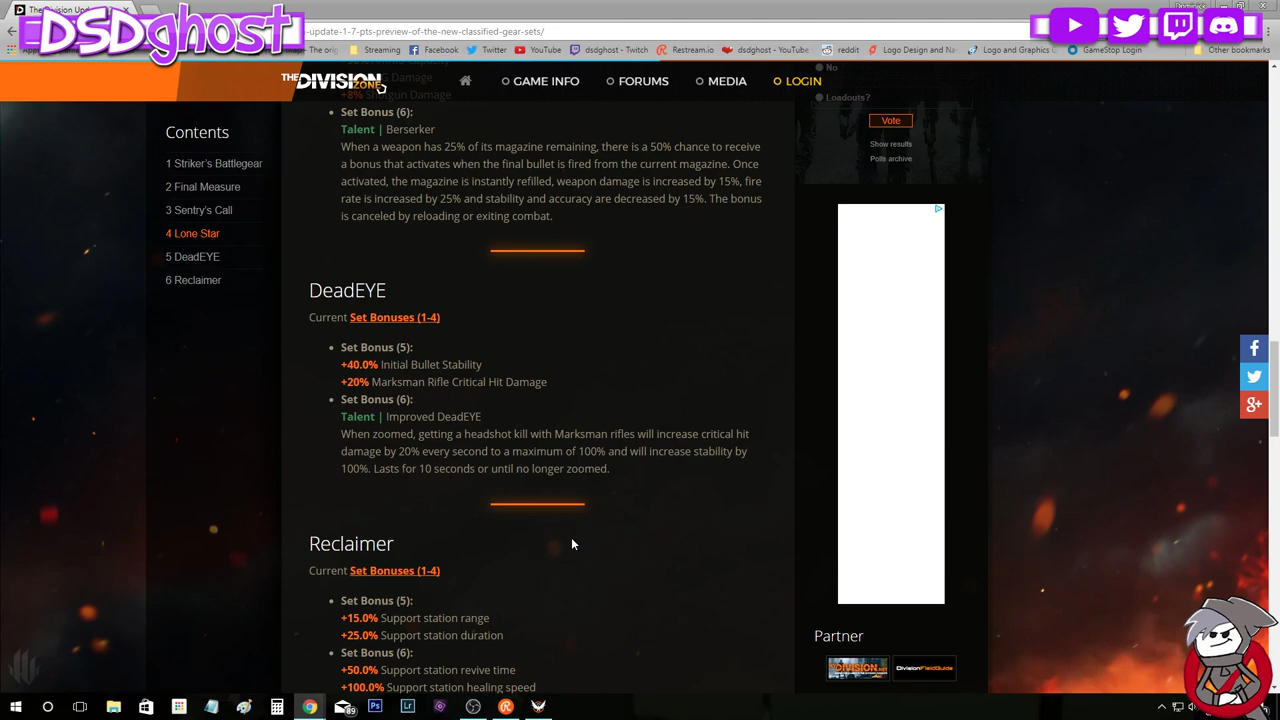 DSDghost
The Division Upd
Dominick
-update-1-7-pts-preview-of-the-new-classified-gear-sets/
Streaming
Facebook
Twitter
YouTube
dsdghost - Twitch
Restream.io
dsdghost - YouTube
reddit
Logo Design and Na
Logo and Graphic
GameStop Login
Other bookmarks
THE DIVISION ZONE
GAME INFO
FORUMS
MEDIA
LOGIN
Damage
+8% Shotgun Damage
Set Bonus (6):
Talent | Berserker
When a weapon has 25% of its magazine remaining, there is a 50% chance to receive
a bonus that activates when the final bullet is fired from the current magazine. Once
activated, the magazine is instantly refilled, weapon damage is increased by 15%, fire
rate is increased by 25% and stability and accuracy are decreased by 15%. The bonus
is canceled by reloading or exiting combat.
Contents
1 Striker's Battlegear
2 Final Measure
3 Sentry's Call
4 Lone Star
5 DeadEYE
6 Reclaimer
No
Loadouts?
Vote
Show results
Polls archive
DeadEYE
Current Set Bonuses (1-4)
Set Bonus (5):
+40.0% Initial Bullet Stability
+20% Marksman Rifle Critical Hit Damage
Set Bonus (6):
Talent | Improved DeadEYE
When zoomed, getting a headshot kill with Marksman rifles will increase critical hit
damage by 20% every second to a maximum of 100% and will increase stability by
100%. Lasts for 10 seconds or until no longer zoomed.
Reclaimer
Current Set Bonuses (1-4)
Set Bonus (5):
+15.0% Support station range
+25.0% Support station duration
Set Bonus (6):
+50.0% Support station revive time
+100.0% Support station healing speed
Partner
DIVISION.NET
DivisionFieldGuide
89
Ps
Lr